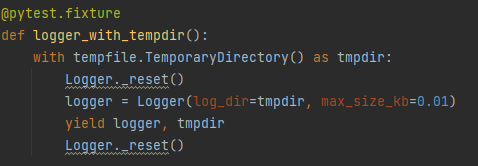 @pytest.fixture
def logger_with_tempdir():
    with tempfile.TemporaryDirectory() as tmpdir:
        Logger._reset()
        logger = Logger(log_dir=tmpdir, max_size_kb=0.01)
        yield logger, tmpdir
        Logger._reset()